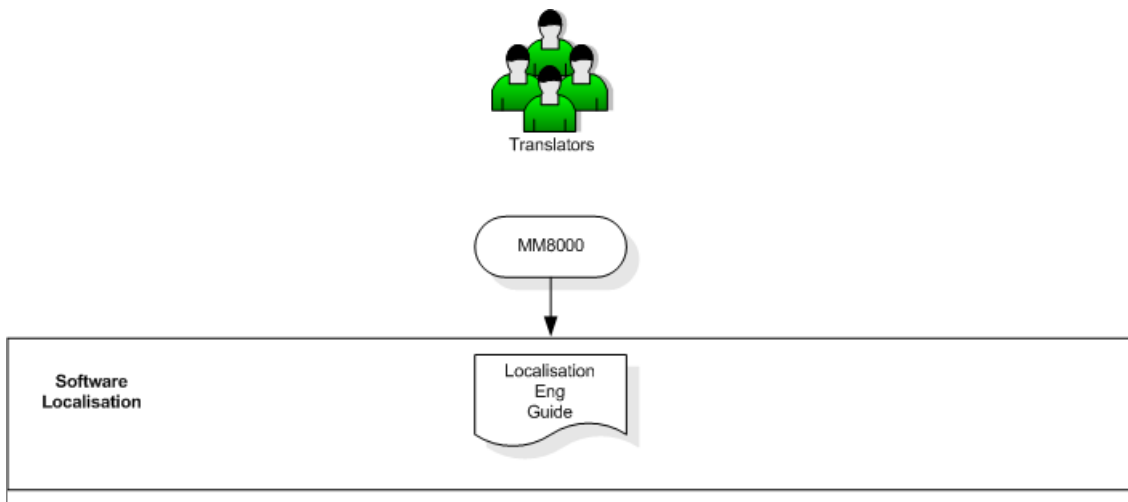 Translators
MM8000
Software
Localisation
Localisation
Eng
Guide